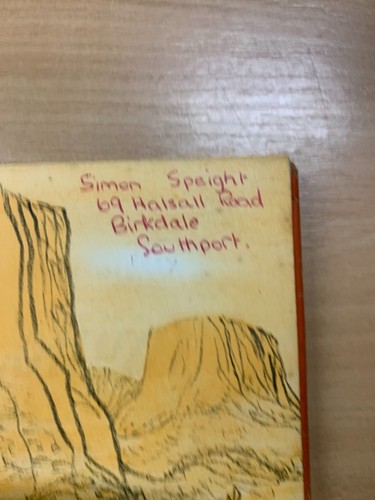 Simon Speight
69 Halsall Road
Birkdale
Southport.